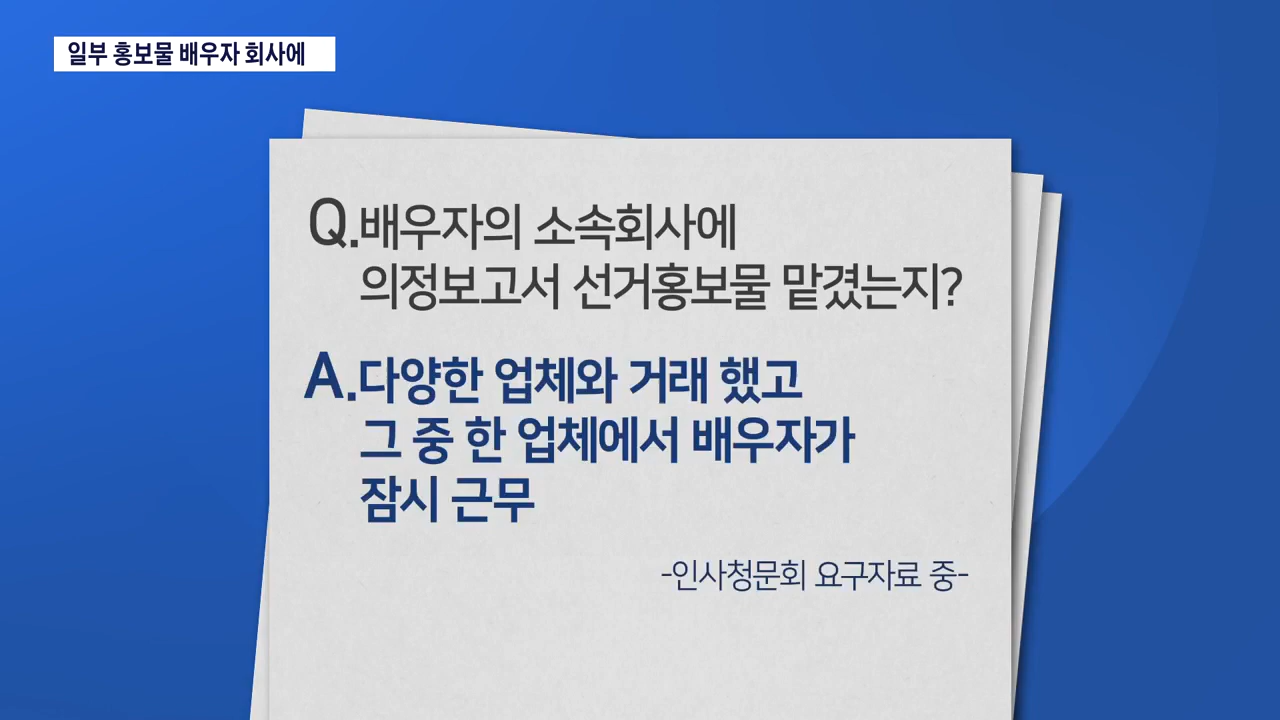 일부 홍보물 배우자 회사에
Q.배우자의 소속회사에
의정보고서 선거홍보물 맡겼는지?
A.다양한 업체와 거래 했고
그 중 한 업체에서 배우자가
잠시 근무
-인사청문회 요구자료 중-